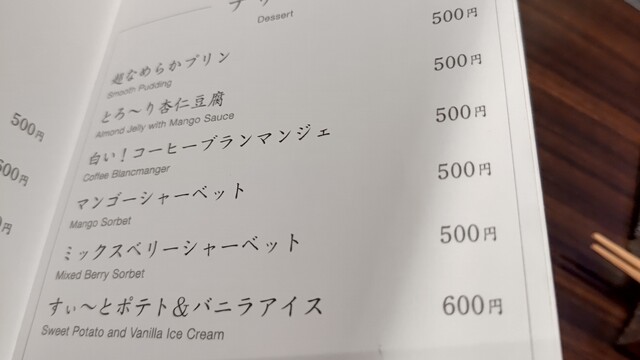 Dessert
超なめらかプリン 500円
Smooth Pudding
とろ〜り杏仁豆腐 500円
Almond Jelly with Mango Sauce
白い！コーヒーブランマンジェ 500円
Coffee Blancmanger
マンゴーシャーベット 500円
Mango Sorbet
ミックスベリーシャーベット 500円
Mixed Berry Sorbet
すぃ〜とポテト＆バニラアイス 600円
Sweet Potato and Vanilla Ice Cream
500円
500円
円